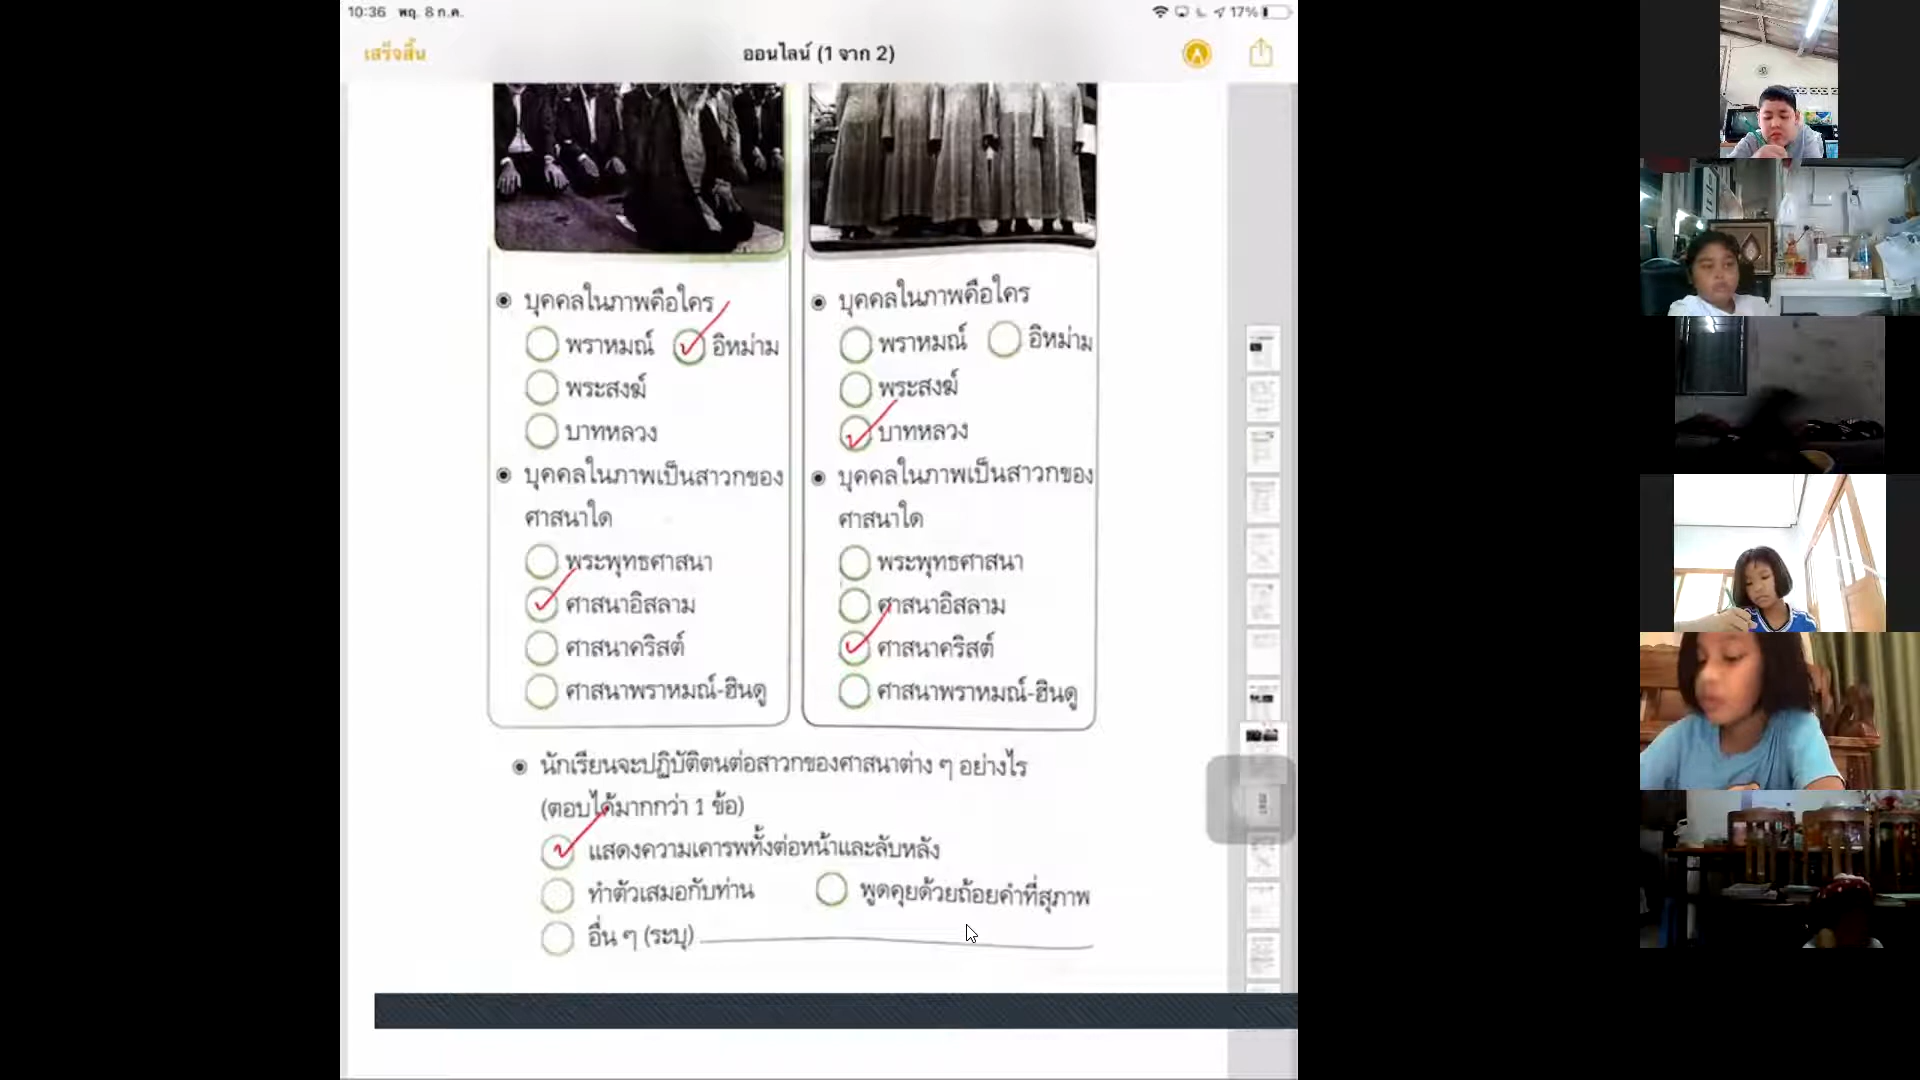 10:36 พฤ. 8 ก.ค.
17%
เสร็จสิ้น
ออนไลน์ (1 จาก 2)
บุคคลในภาพคือใคร
พราหมณ์ อิหม่าม
พระสงฆ์
บาทหลวง
บุคคลในภาพเป็นสาวกของ
ศาสนาใด
พระพุทธศาสนา
ศาสนาอิสลาม
ศาสนาคริสต์
ศาสนาพราหมณ์-ฮินดู
บุคคลในภาพคือใคร
พราหมณ์ อิหม่าม
พระสงฆ์
บาทหลวง
บุคคลในภาพเป็นสาวกของ
ศาสนาใด
พระพุทธศาสนา
ศาสนาอิสลาม
ศาสนาคริสต์
ศาสนาพราหมณ์-ฮินดู
นักเรียนจะปฏิบัติตนต่อสาวกของศาสนาต่าง ๆ อย่างไร
(ตอบได้มากกว่า 1 ข้อ)
แสดงความเคารพทั้งต่อหน้าและลับหลัง
ทำตัวเสมอกับท่าน พูดคุยด้วยถ้อยคำที่สุภาพ
อื่น ๆ (ระบุ)